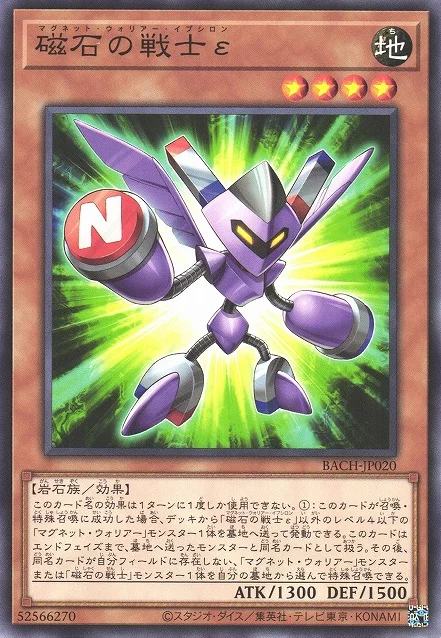 マグネット・ウォリアー・イプシロン
磁石の戦士ε
ち
地
N
BACH-JP020
【岩石族/効果】
このカード名の効果は1ターンに1度しか使用できない。①:このカードが召喚・
特殊召喚に成功した場合、デッキから「磁石の戦士ε」以外のレベル4以下の
「マグネット・ウォリアー」モンスター1体を墓地へ送って発動できる。このカードは
エンドフェイズまで、墓地へ送ったモンスターと同名カードとして扱う。その後、
同名カードが自分フィールドに存在しない、「マグネット・ウォリアー」モンスター
または「磁石の戦士」モンスター1体を自分の墓地から選んで特殊召喚できる。
ATK/1300 DEF/1500
52566270 ©スタジオ・ダイス/集英社・テレビ東京・KONAMI